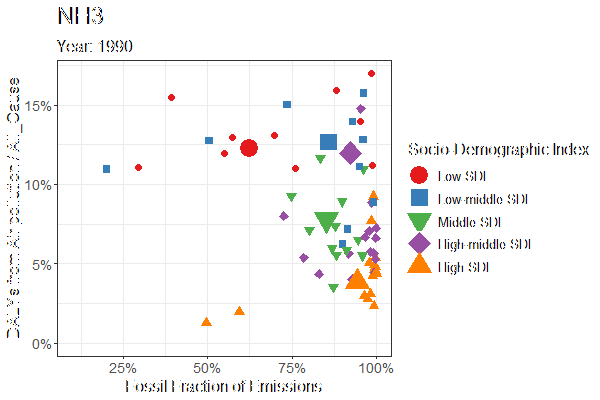 NH3
Year: 1990
DALYs from Air pollution / All_Cause
15%
10%
5%
0%
25%
50%
75%
100%
Fossil Fraction of Emissions
Socio-Demographic Index
Low SDI
Low-middle SDI
Middle SDI
High-middle SDI
High SDI